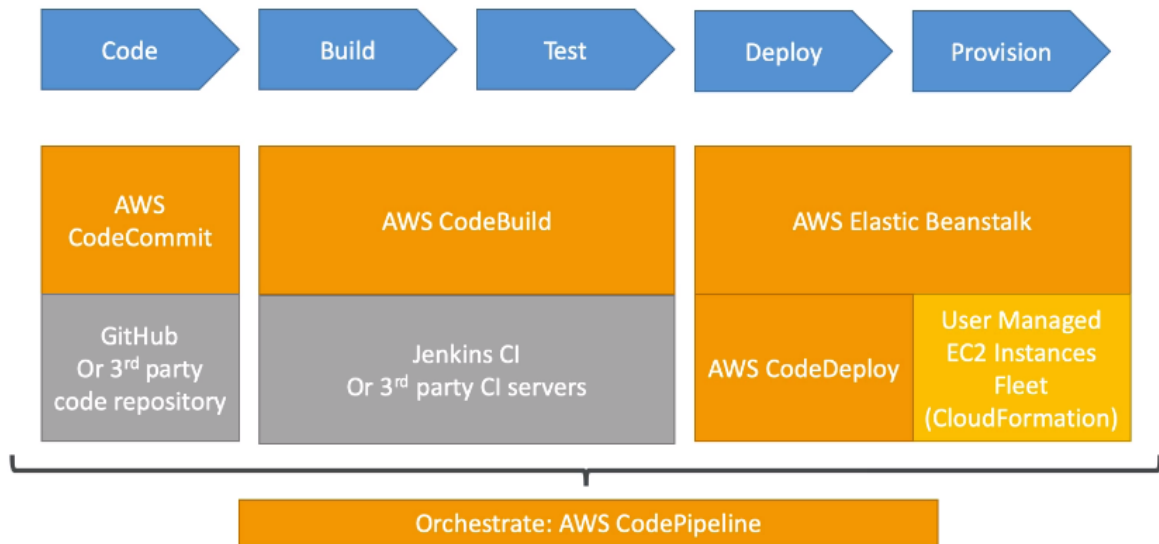 Code
Build
Test
Deploy
Provision
AWS
CodeCommit
AWS CodeBuild
AWS Elastic Beanstalk
GitHub
Or 3rd party
code repository
Jenkins CI
Or 3rd party CI servers
AWS CodeDeploy
User Managed
EC2 Instances
Fleet
(CloudFormation)
Orchestrate: AWS CodePipeline